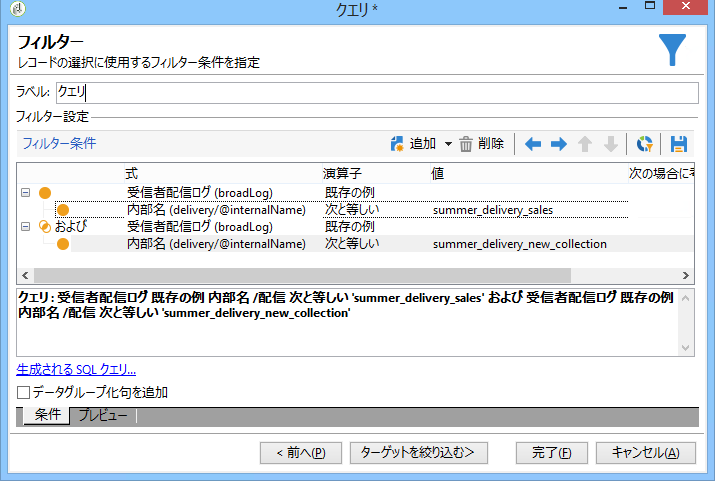 クエリ *
フィルター
レコードの選択に使用するフィルター条件を指定
ラベル: クエリ
フィルター設定
フィルター条件 追加 削除
式 演算子 値 次の場合に考
受信者配信ログ (broadLog) 既存の例
内部名 (delivery/@internalName) 次と等しい summer_delivery_sales
および 受信者配信ログ (broadLog) 既存の例
内部名 (delivery/@internalName) 次と等しい summer_delivery_new_collection
クエリ : 受信者配信ログ 既存の例 内部名 /配信 次と等しい 'summer_delivery_sales' および 受信者配信ログ 既存の例
内部名 /配信 次と等しい 'summer_delivery_new_collection'
生成される SQL クエリ...
データグループ化句を追加
条件 プレビュー
< 前へ(P) ターゲットを絞り込む> 完了(F) キャンセル(A)